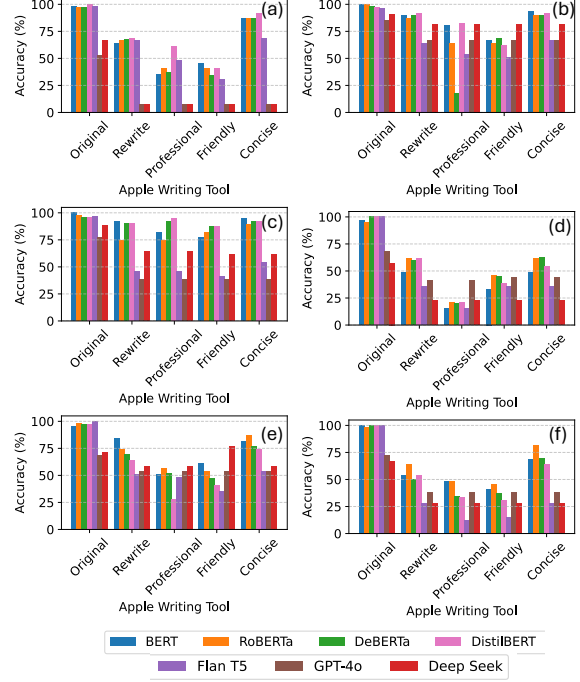 (a)
Accuracy (%)
100
75
50
25
0
Original
Rewrite
Professional
Friendly
Concise
Apple Writing Tool
(b)
Accuracy (%)
100
75
50
25
0
Original
Rewrite
Professional
Friendly
Concise
Apple Writing Tool
(c)
Accuracy (%)
100
75
50
25
0
Original
Rewrite
Professional
Friendly
Concise
Apple Writing Tool
(d)
Accuracy (%)
100
75
50
25
0
Original
Rewrite
Professional
Friendly
Concise
Apple Writing Tool
(e)
Accuracy (%)
100
75
50
25
0
Original
Rewrite
Professional
Friendly
Concise
Apple Writing Tool
(f)
Accuracy (%)
100
75
50
25
0
Original
Rewrite
Professional
Friendly
Concise
Apple Writing Tool
BERT RoBERTa DeBERTa DistilBERT
Flan T5 GPT-4o Deep Seek